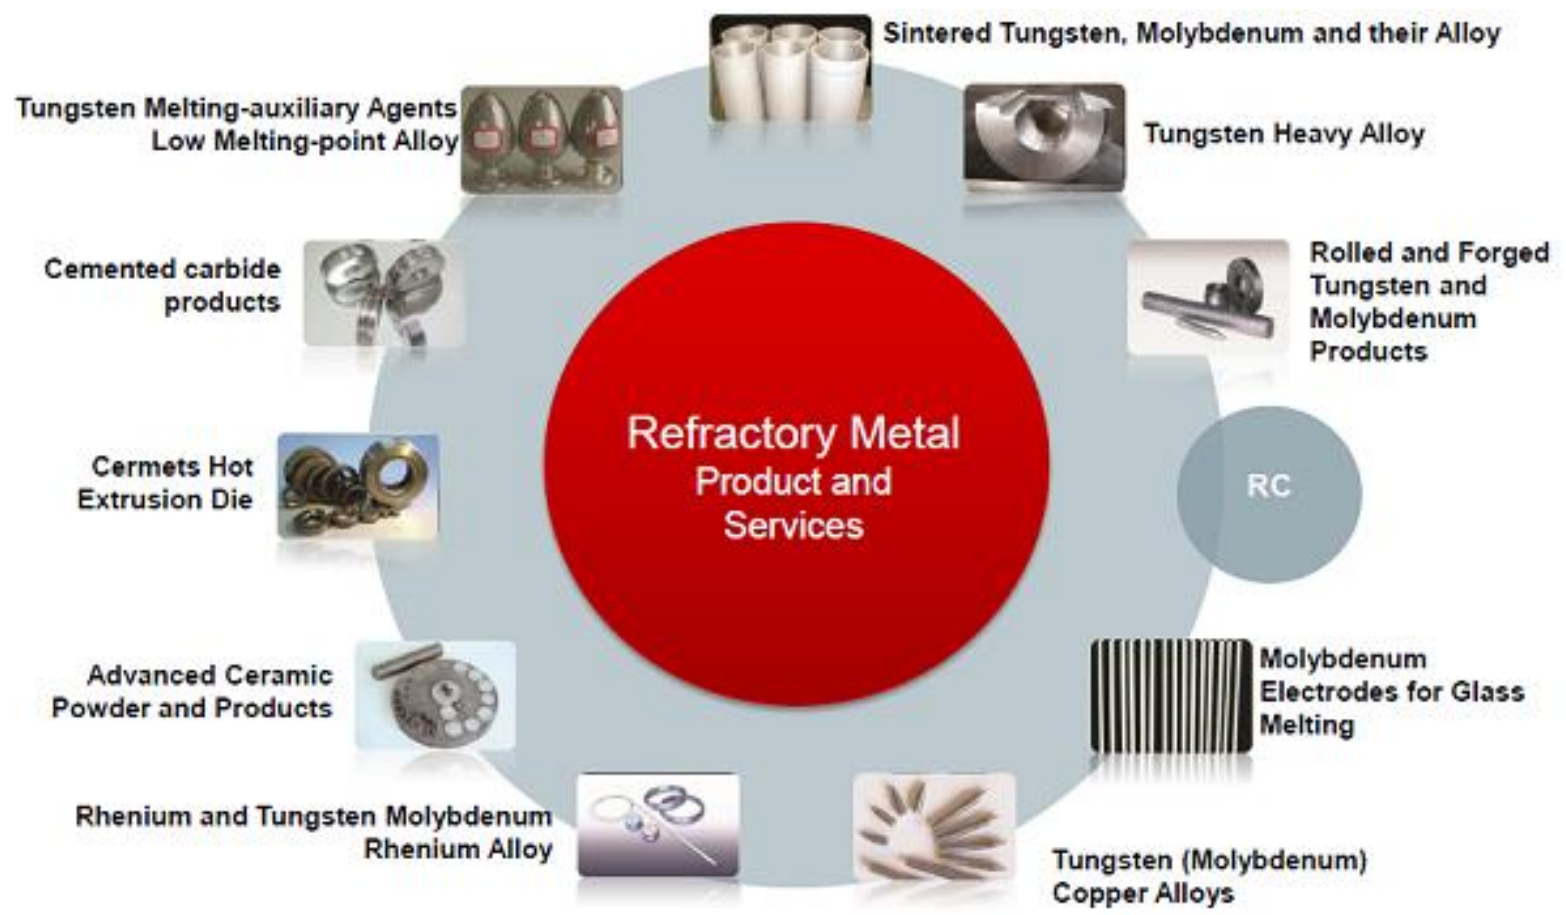 Sintered Tungsten, Molybdenum and their Alloy
Tungsten Melting-auxiliary Agents
Low Melting-point Alloy
Tungsten Heavy Alloy
Cemented carbide
products
Rolled and Forged
Tungsten and
Molybdenum
Products
Refractory Metal
Product and
Services
Cermets Hot
Extrusion Die
RC
Advanced Ceramic
Powder and Products
Molybdenum
Electrodes for Glass
Melting
Rhenium and Tungsten Molybdenum
Rhenium Alloy
Tungsten (Molybdenum)
Copper Alloys